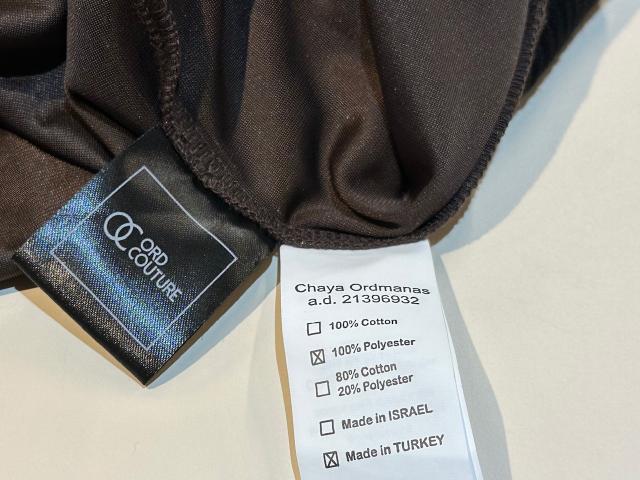 OC ORD
COUTURE
Chaya Ordmanas
a.d. 21396932
☐ 100% Cotton
☒ 100% Polyester
☐ 80% Cotton
20% Polyester
☐ Made in ISRAEL
☒ Made in TURKEY